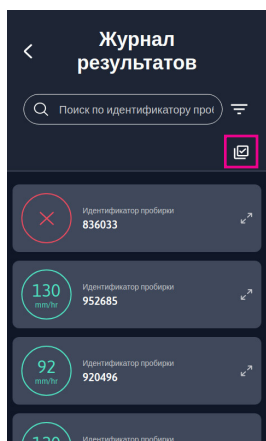 Журнал
результатов
Поиск по идентификатору проб
Идентификатор пробирки
836033
130
mm/hr
Идентификатор пробирки
952685
92
mm/hr
Идентификатор пробирки
920496
Идентификатор пробирки